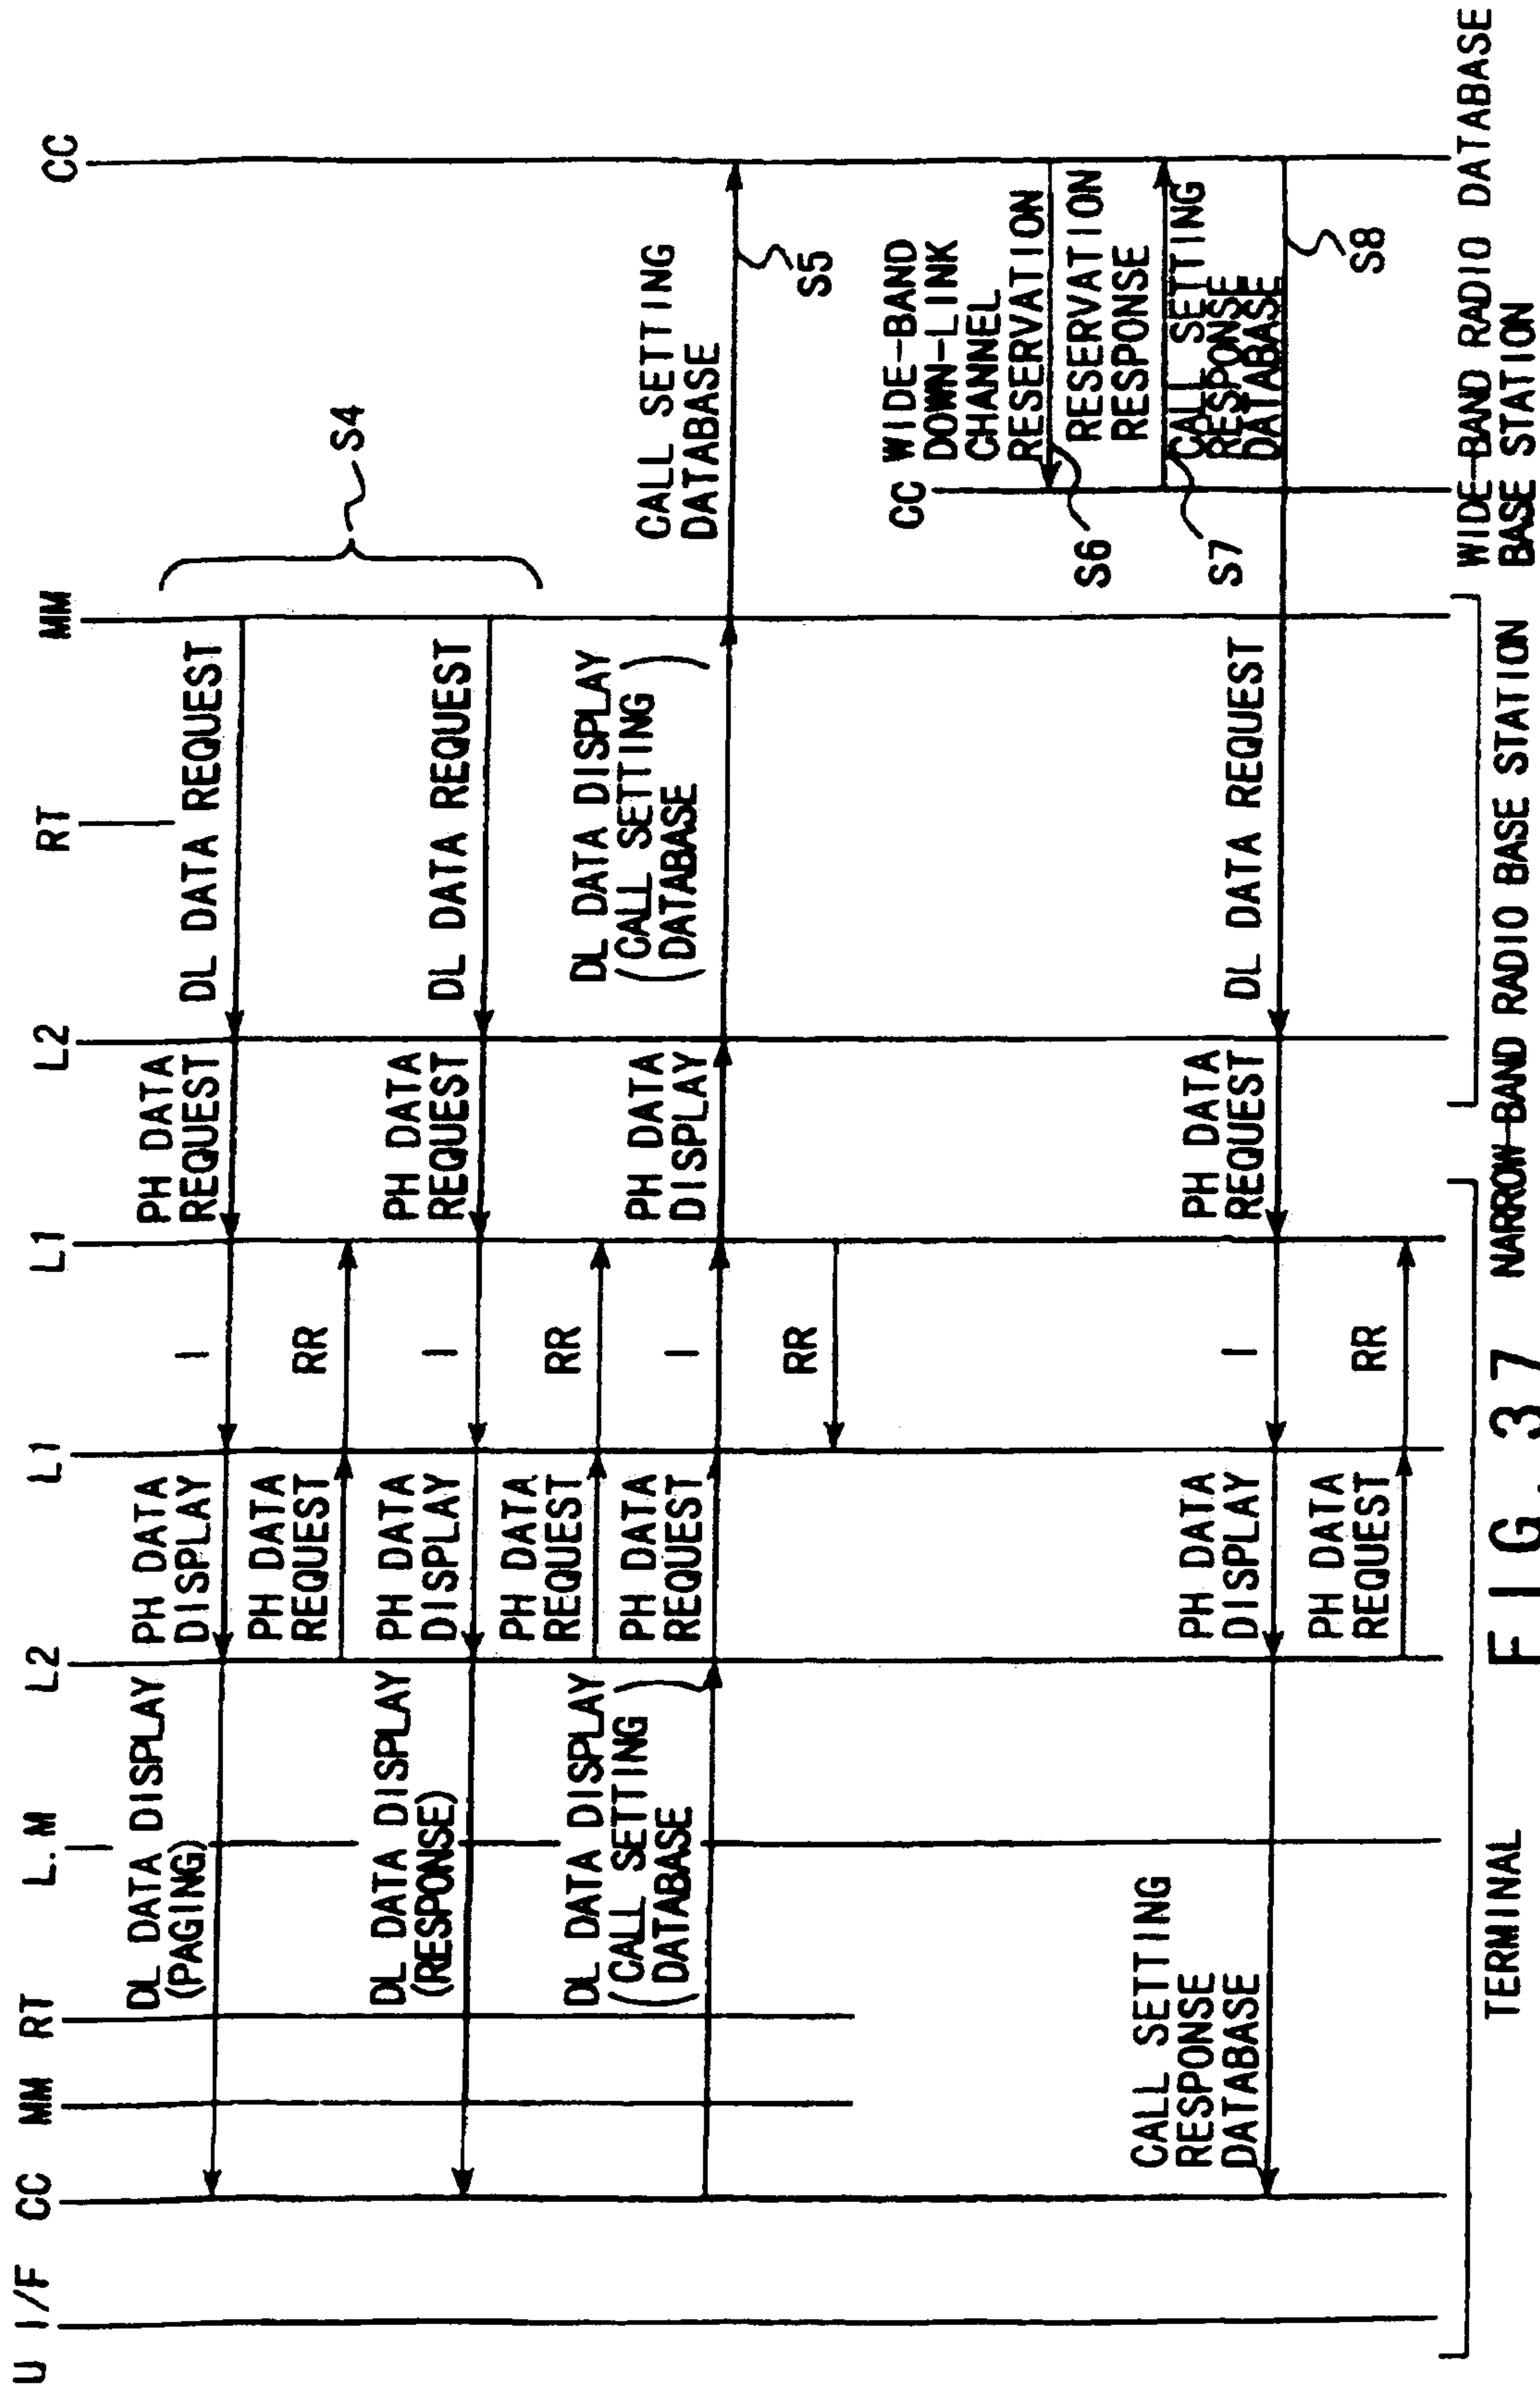 U I/F CC MM RT L.M L2 L1 L1 L2 RT MM CC
DL DATA DISPLAY
(PAGING)
PH DATA
DISPLAY
I
PH DATA
REQUEST
DL DATA REQUEST
S4
PH DATA
REQUEST
RR
DL DATA DISPLAY
(RESPONSE)
PH DATA
DISPLAY
I
PH DATA
REQUEST
DL DATA REQUEST
PH DATA
REQUEST
RR
DL DATA DISPLAY
(CALL SETTING)
(DATABASE
PH DATA
REQUEST
I
PH DATA
DISPLAY
DL DATA DISPLAY
(CALL SETTING)
(DATABASE
CALL SETTING
DATABASE
S5
RR
CC
WIDE-BAND
DOWN-LINK
CHANNEL
RESERVATION
S6
RESERVATION
RESPONSE
S7
CALL SETTING
RESPONSE
DATABASE
CALL SETTING
RESPONSE
DATABASE
PH DATA
DISPLAY
I
PH DATA
REQUEST
DL DATA REQUEST
S8
PH DATA
REQUEST
RR
TERMINAL
NARROW-BAND RADIO BASE STATION
WIDE-BAND RADIO DATABASE
BASE STATION
FIG. 37